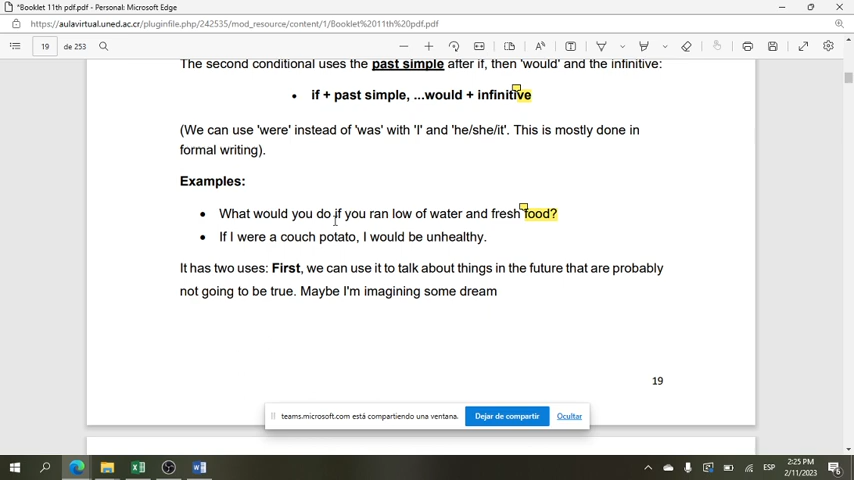 *Booklet 11th pdf.pdf - Personal: Microsoft Edge
https://aulavirtual.uned.ac.cr/pluginfile.php/242535/mod_resource/content/1/Booklet%2011th%20pdf.pdf
19 de 253
The second conditional uses the past simple after if, then 'would' and the infinitive:
• if + past simple, ...would + infinitive
(We can use 'were' instead of 'was' with 'I' and 'he/she/it'. This is mostly done in
formal writing).
Examples:
• What would you do if you ran low of water and fresh food?
• If I were a couch potato, I would be unhealthy.
It has two uses: First, we can use it to talk about things in the future that are probably
not going to be true. Maybe I'm imagining some dream
19
teams.microsoft.com está compartiendo una ventana. Dejar de compartir Ocultar
ESP
2:25 PM
2/11/2023
6